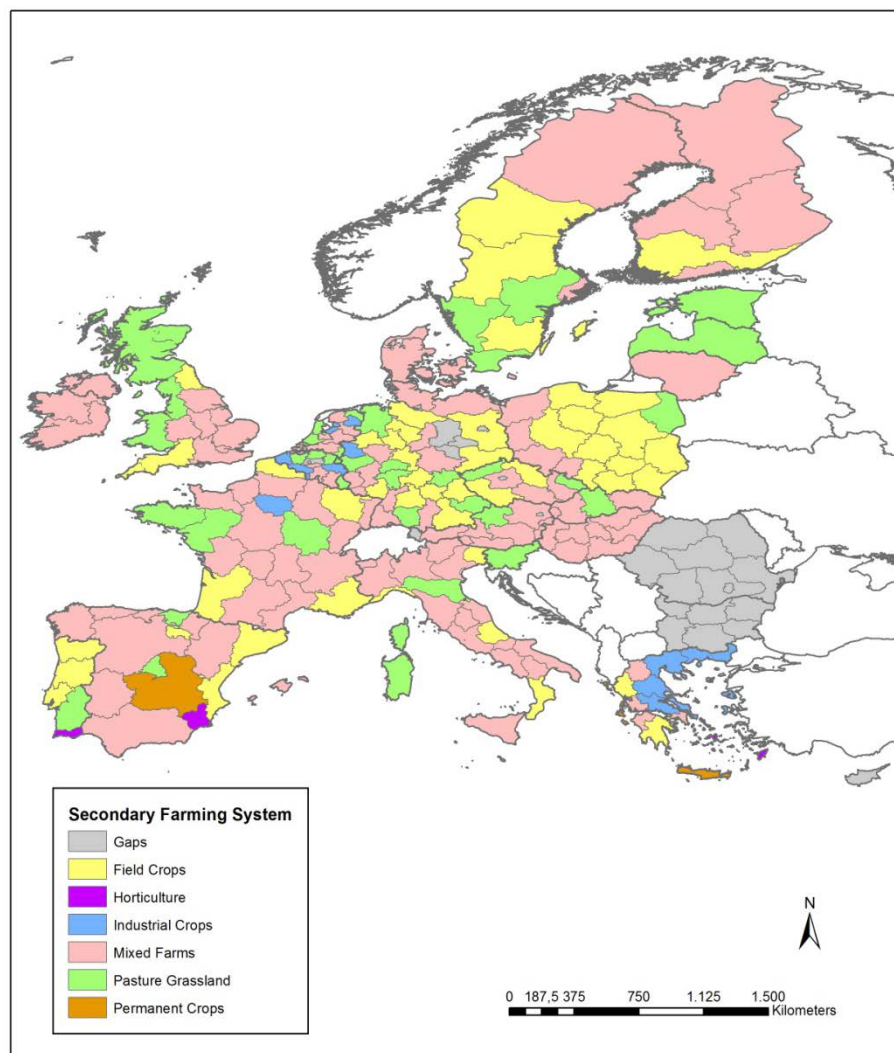 Secondary Farming System
Gaps
Field Crops
Horticulture
Industrial Crops
Mixed Farms
Pasture Grassland
Permanent Crops
N
0 187,5 375 750 1.125 1.500
Kilometers